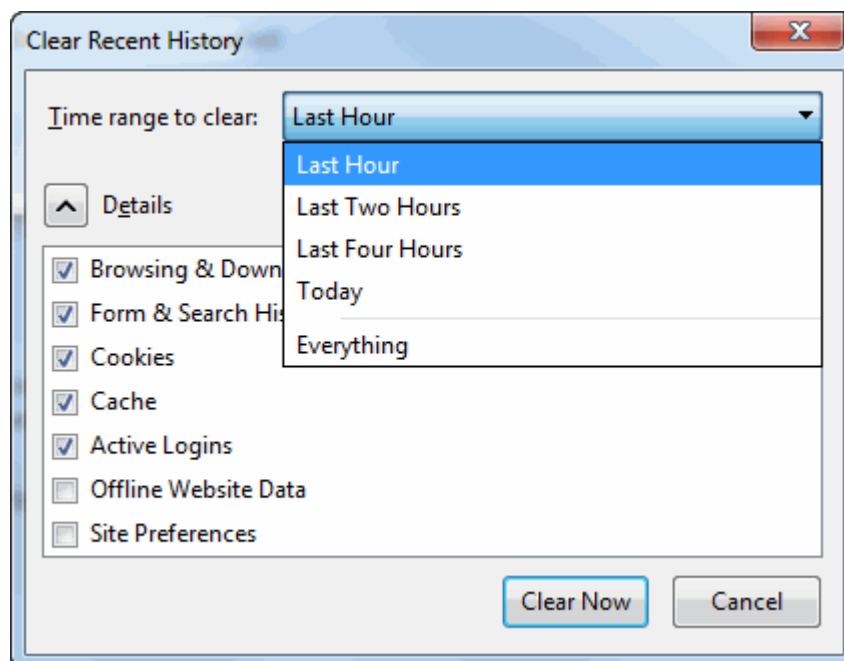 Clear Recent History
Time range to clear: Last Hour
Last Hour
Last Two Hours
Last Four Hours
Today
Everything
Details
Browsing & Down
Form & Search His
Cookies
Cache
Active Logins
Offline Website Data
Site Preferences
Clear Now Cancel